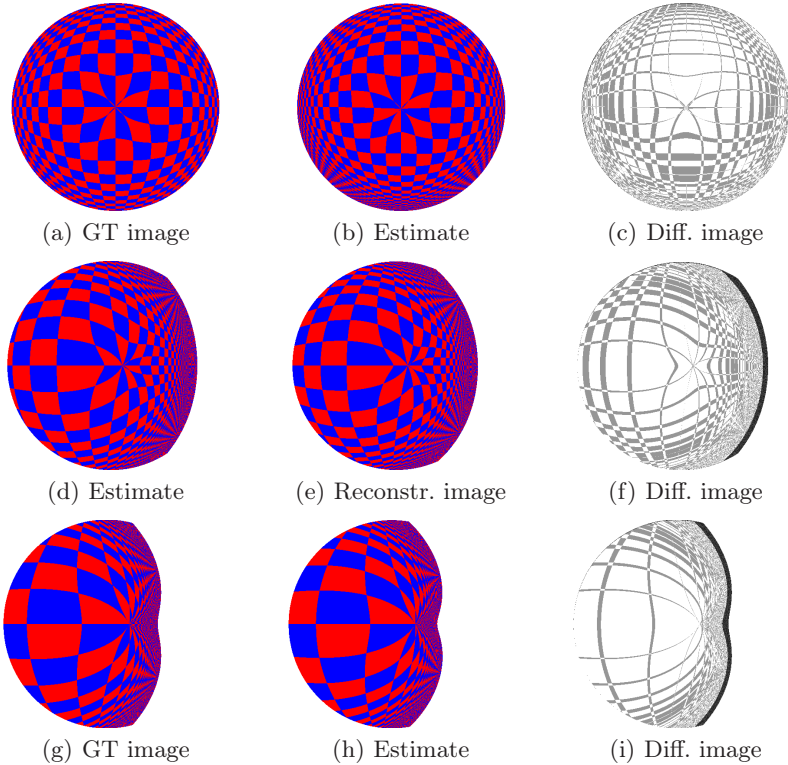 (a) GT image
(b) Estimate
(c) Diff. image
(d) Estimate
(e) Reconstr. image
(f) Diff. image
(g) GT image
(h) Estimate
(i) Diff. image